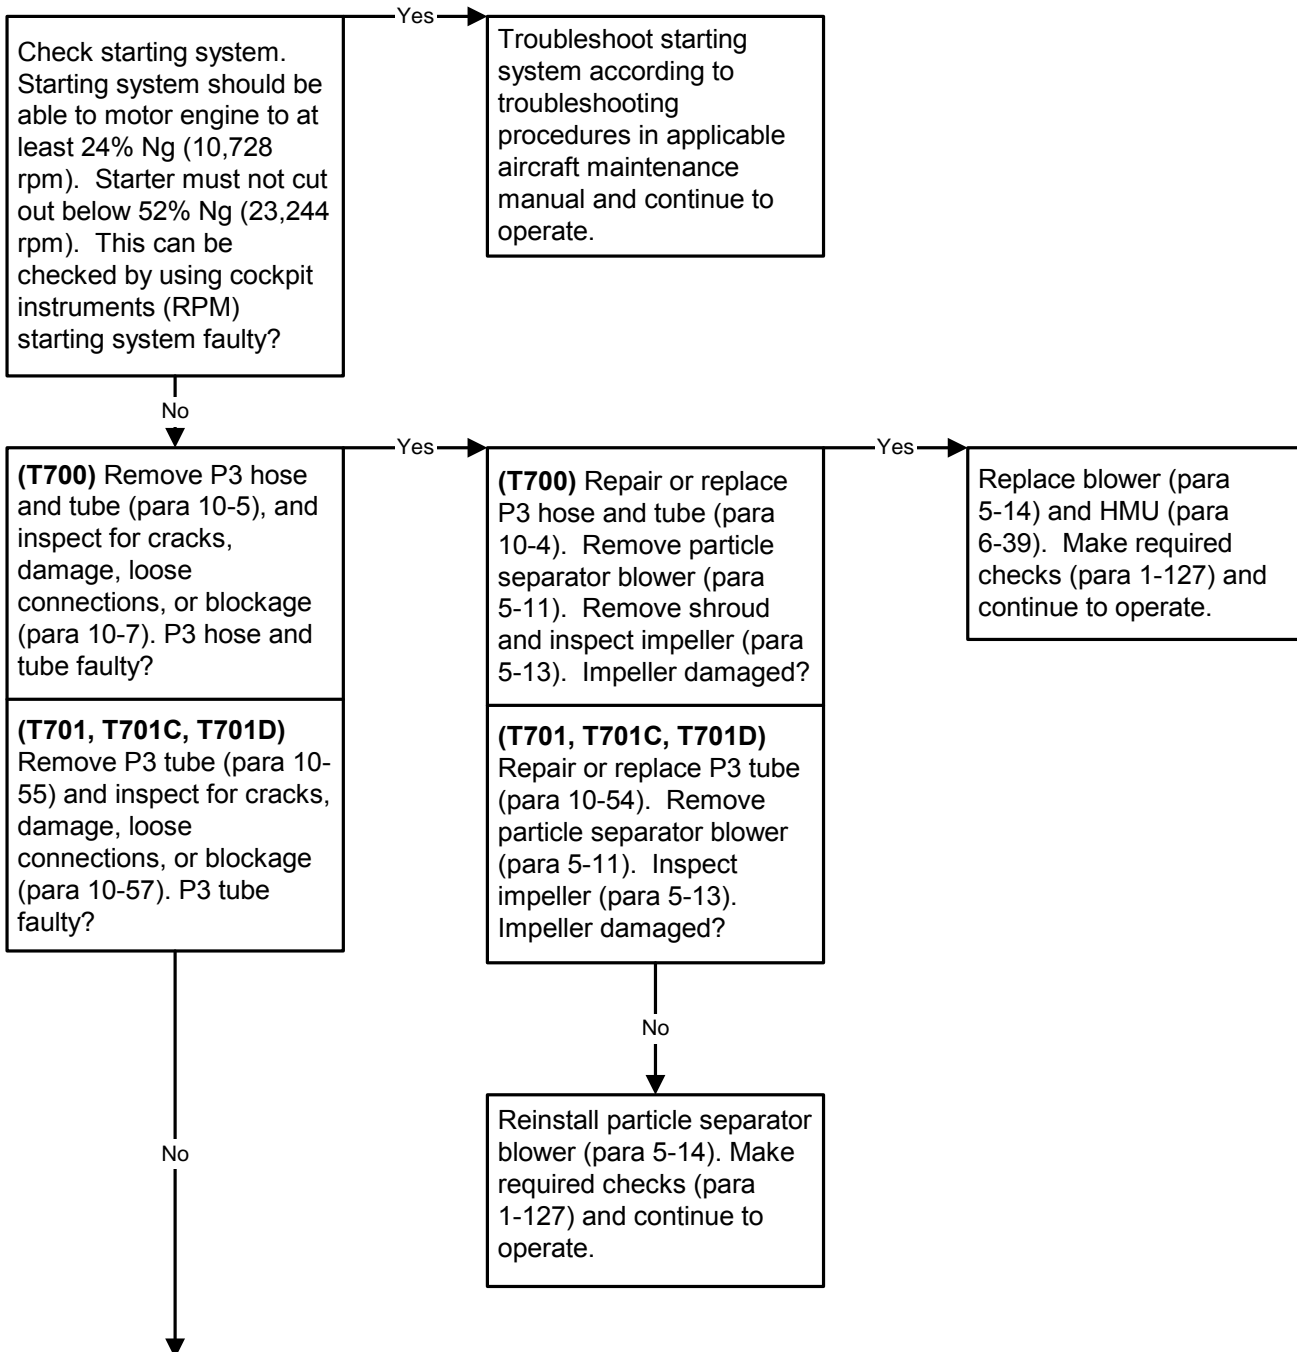 Check starting system.
Starting system should be
able to motor engine to at
least 24% Ng (10,728
rpm).  Starter must not cut
out below 52% Ng (23,244
rpm).  This can be
checked by using cockpit
instruments (RPM)
starting system faulty?
Yes
Troubleshoot starting
system according to
troubleshooting
procedures in applicable
aircraft maintenance
manual and continue to
operate.
No
(T700) Remove P3 hose
and tube (para 10-5), and
inspect for cracks,
damage, loose
connections, or blockage
(para 10-7). P3 hose and
tube faulty?
(T701, T701C, T701D)
Remove P3 tube (para 10-
55) and inspect for cracks,
damage, loose
connections, or blockage
(para 10-57). P3 tube
faulty?
Yes
(T700) Repair or replace
P3 hose and tube (para
10-4).  Remove particle
separator blower (para
5-11).  Remove shroud
and inspect impeller (para
5-13).  Impeller damaged?
(T701, T701C, T701D)
Repair or replace P3 tube
(para 10-54).  Remove
particle separator blower
(para 5-11).  Inspect
impeller (para 5-13).
Impeller damaged?
Yes
Replace blower (para
5-14) and HMU (para
6-39).  Make required
checks (para 1-127) and
continue to operate.
No
Reinstall particle separator
blower (para 5-14). Make
required checks (para
1-127) and continue to
operate.
No